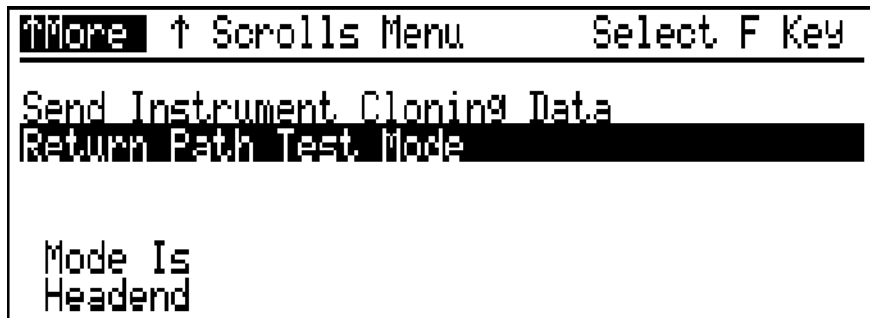 ↑More ↑ Scrolls Menu Select F Key
Send Instrument Cloning Data
Return Path Test Mode
Mode Is
Headend